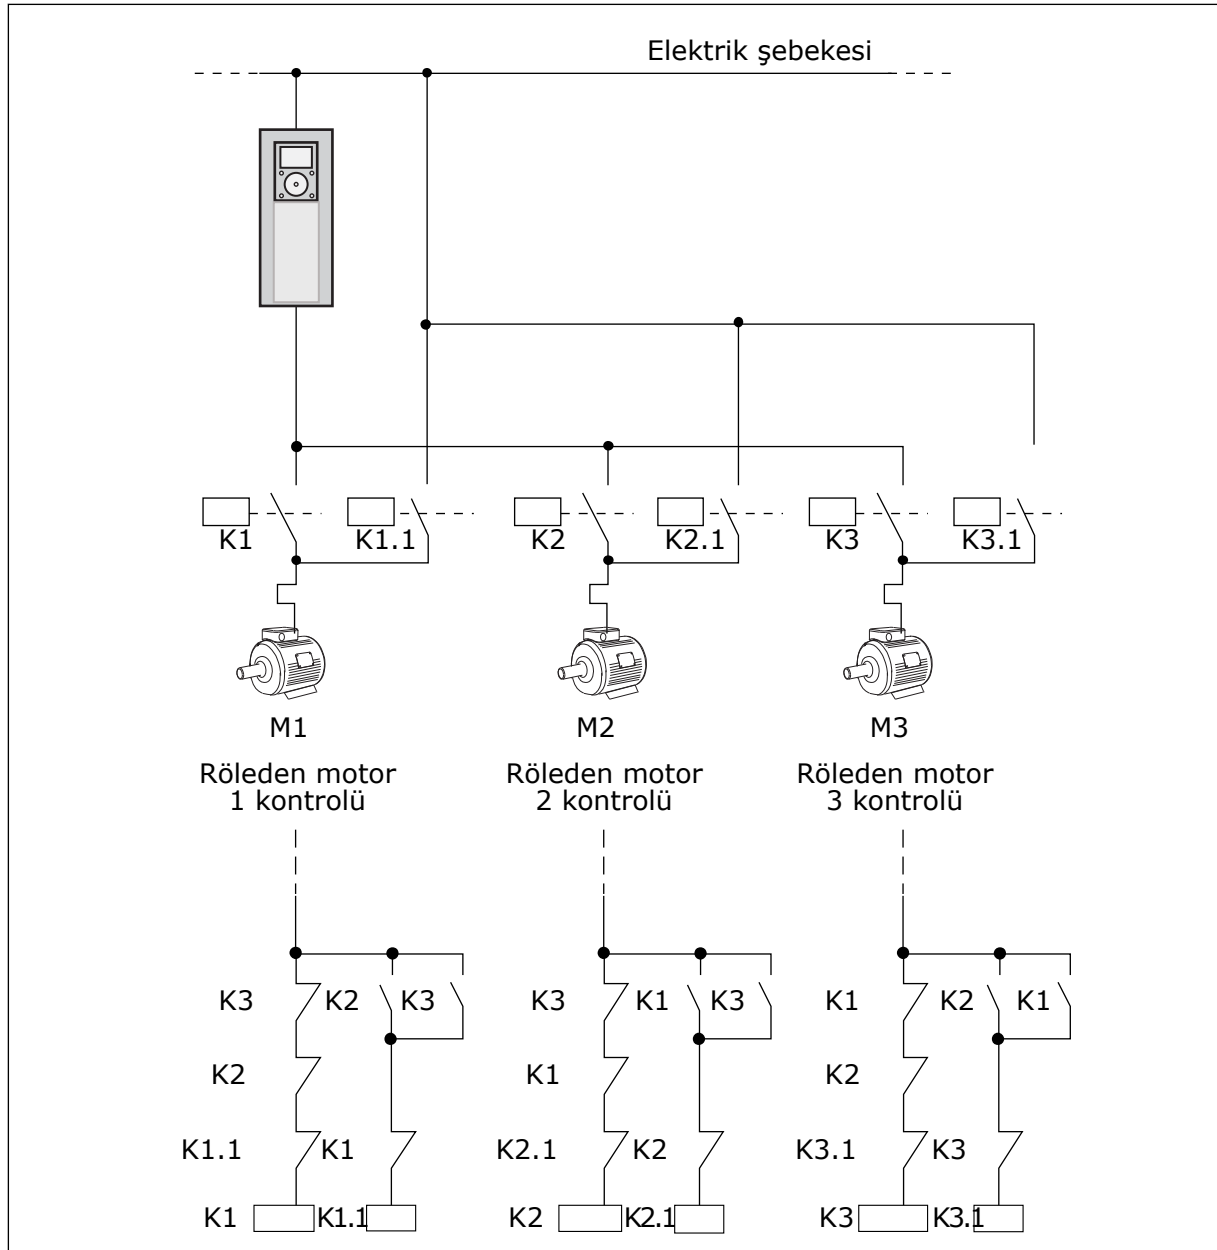 Elektrik şebekesi
K1
K1.1
K2
K2.1
K3
K3.1
M1
M2
M3
Röleden motor
1 kontrolü
Röleden motor
2 kontrolü
Röleden motor
3 kontrolü
K3
K2
K3
K3
K1
K3
K1
K2
K1
K2
K1
K2
K1.1
K1
K2.1
K2
K3.1
K3
K1
K1.1
K2
K2.1
K3
K3.1